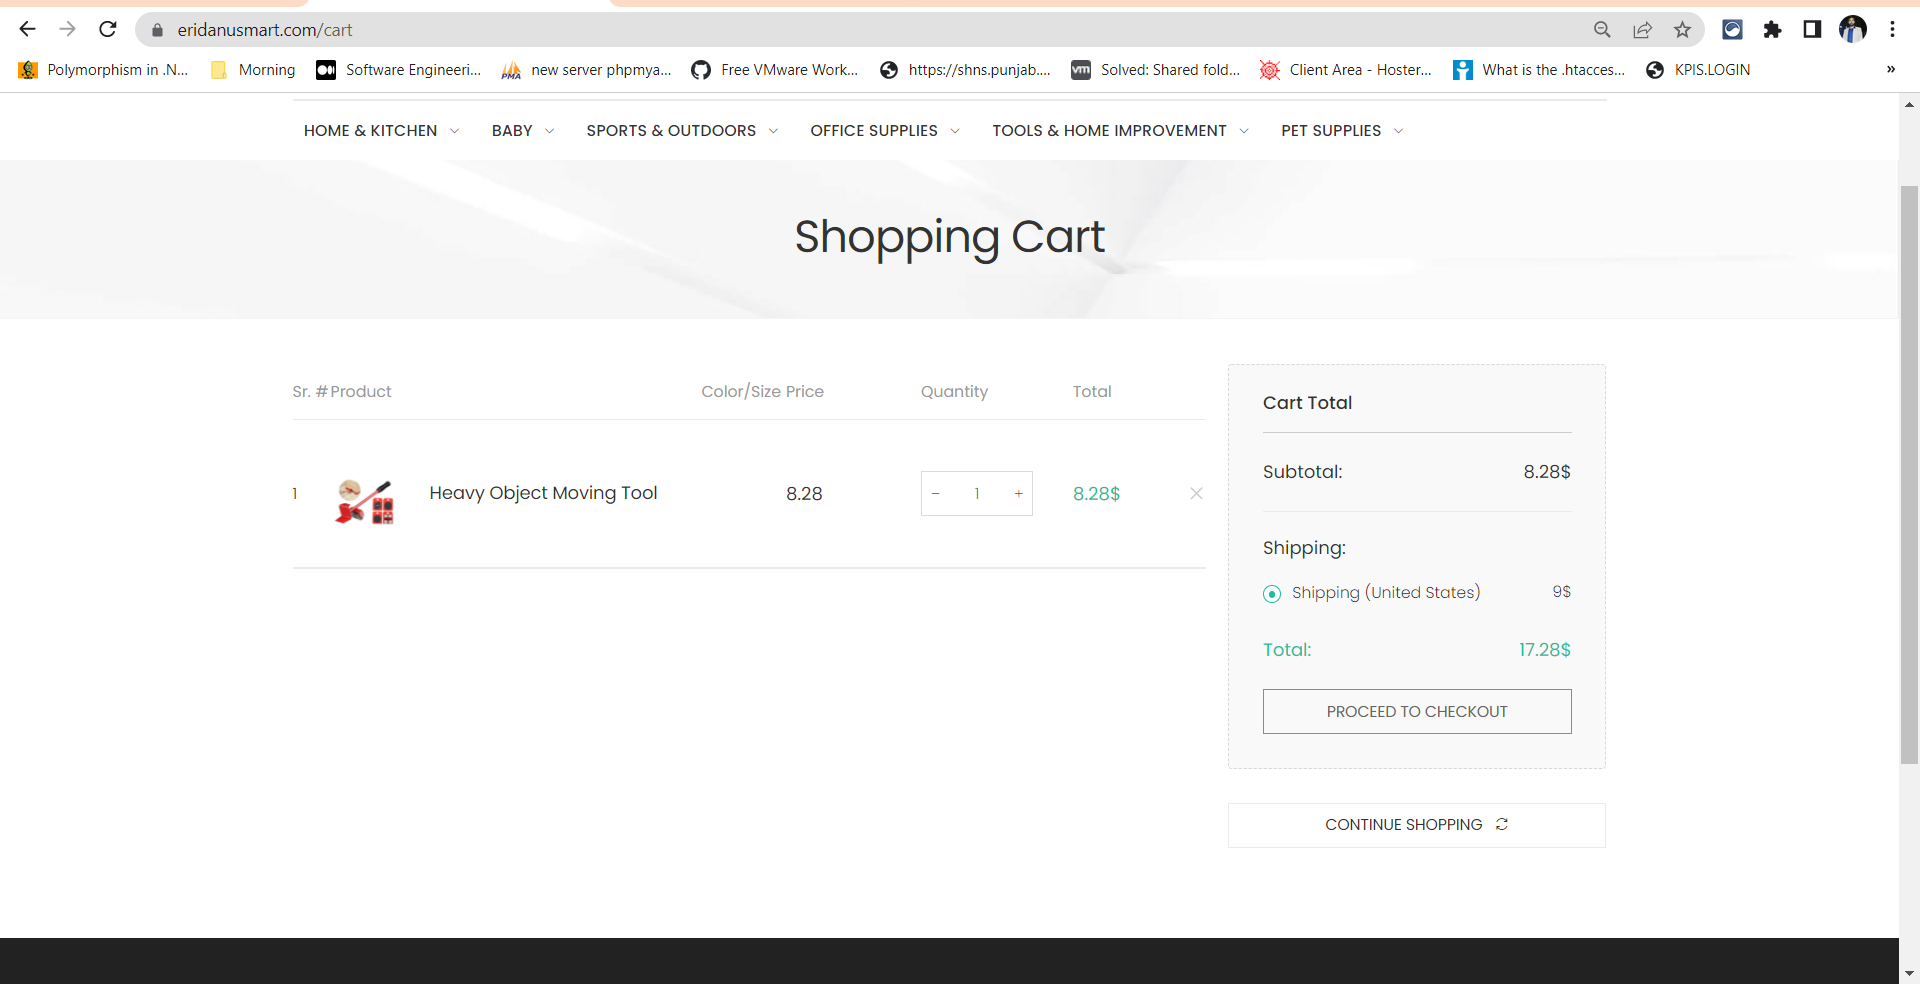 eridanusmart.com/cart
Polymorphism in .N... Morning Software Engineeri... new server phpmya... Free VMware Work... https://shns.punjab.... Solved: Shared fold... Client Area - Hoster... What is the .htacces... KPIS.LOGIN »
HOME & KITCHEN BABY SPORTS & OUTDOORS OFFICE SUPPLIES TOOLS & HOME IMPROVEMENT PET SUPPLIES
Shopping Cart
Sr. # Product Color/Size Price Quantity Total
1 Heavy Object Moving Tool 8.28 − 1 + 8.28$
Cart Total
Subtotal: 8.28$
Shipping:
Shipping (United States) 9$
Total: 17.28$
PROCEED TO CHECKOUT
CONTINUE SHOPPING